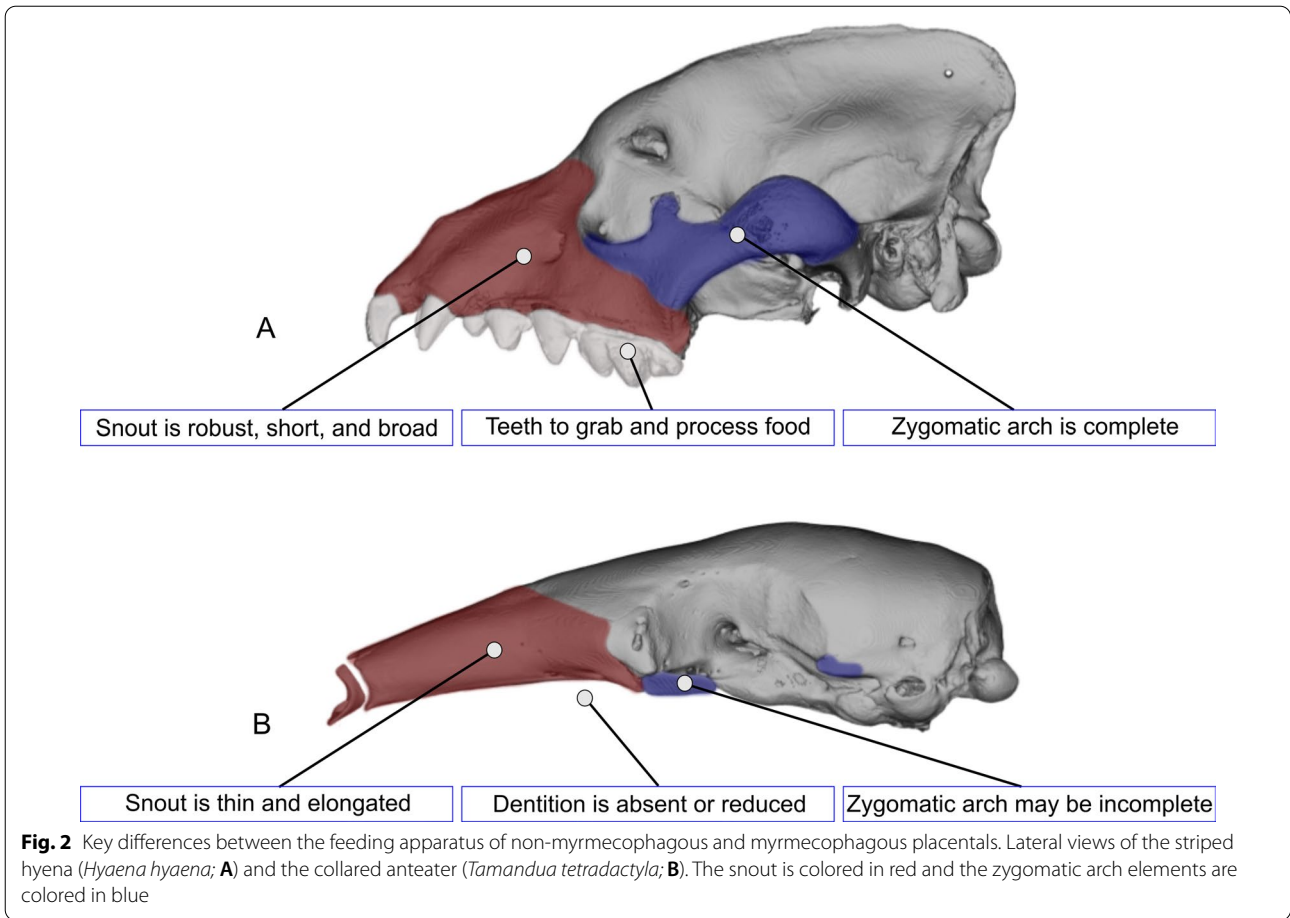 A
Snout is robust, short, and broad
Teeth to grab and process food
Zygomatic arch is complete
B
Snout is thin and elongated
Dentition is absent or reduced
Zygomatic arch may be incomplete
Fig. 2 Key differences between the feeding apparatus of non-myrmecophagous and myrmecophagous placentals. Lateral views of the striped
hyena (Hyaena hyaena; A) and the collared anteater (Tamandua tetradactyla; B). The snout is colored in red and the zygomatic arch elements are
colored in blue